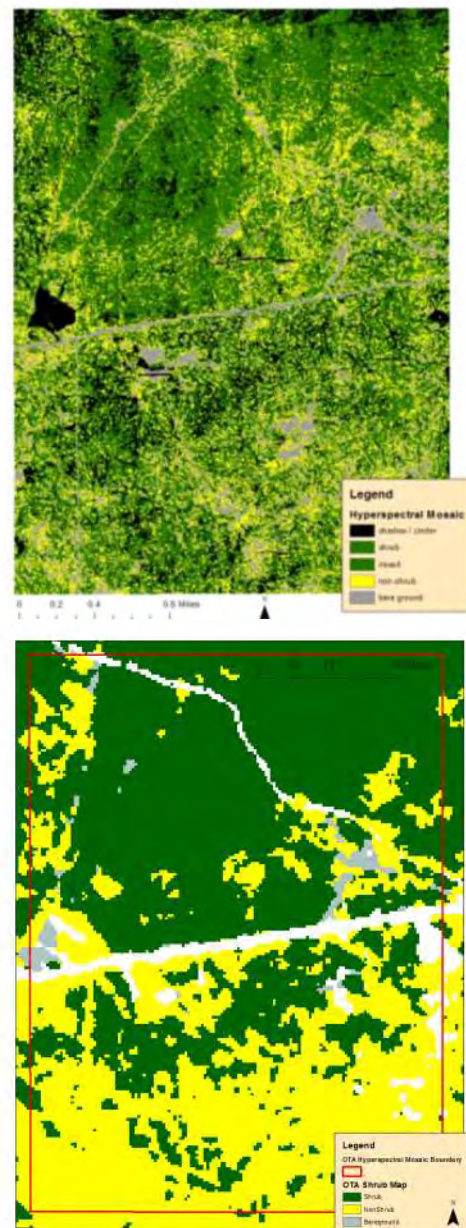 Legend
Hyperspectral Mosaic
shadow / cinder
shrub
mixed
non-shrub
bare ground
0 0.2 0.4 0.8 Miles
Legend
OTA Hyperspectral Mosaic Boundary
OTA Shrub Map
Shrub
NonShrub
Bareground
N